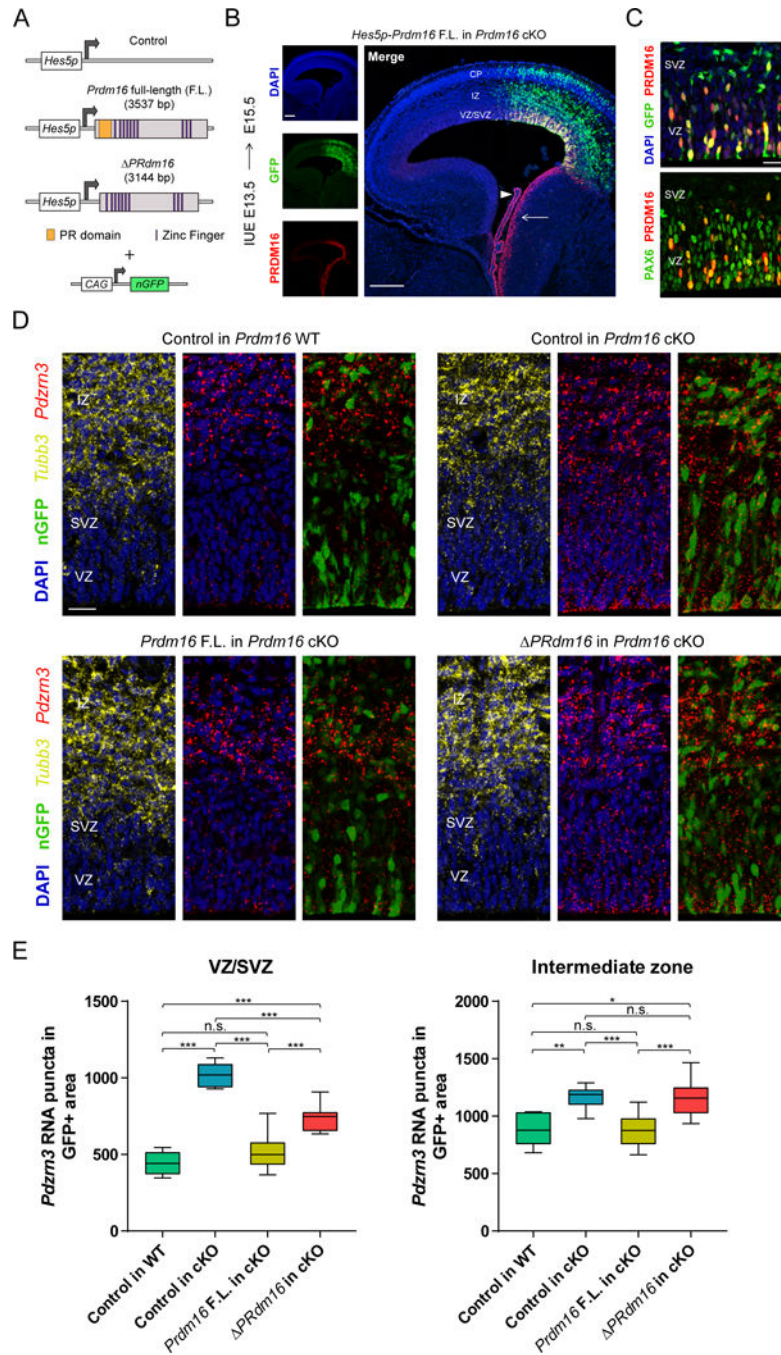 A
Control
Hes5p
Prdm16 full-length (F.L.)
(3537 bp)
Hes5p
ΔPRdm16
(3144 bp)
Hes5p
PR domain
Zinc Finger
+
CAG
nGFP
B
Hes5p-Prdm16 F.L. in Prdm16 cKO
IUE E13.5 → E15.5
DAPI
GFP
PRDM16
Merge
CP
IZ
VZ/SVZ
C
DAPI GFP PRDM16
SVZ
VZ
PAX6 PRDM16
SVZ
VZ
D
Control in Prdm16 WT
Control in Prdm16 cKO
DAPI nGFP Tubb3 Pdzrn3
IZ
SVZ
VZ
IZ
SVZ
VZ
Prdm16 F.L. in Prdm16 cKO
ΔPRdm16 in Prdm16 cKO
DAPI nGFP Tubb3 Pdzrn3
IZ
SVZ
VZ
IZ
SVZ
VZ
E
VZ/SVZ
Pdzrn3 RNA puncta in
GFP+ area
1500
1000
500
0
***
***
n.s.
***
***
***
Control in WT
Control in cKO
Prdm16 F.L. in cKO
ΔPRdm16 in cKO
Intermediate zone
Pdzrn3 RNA puncta in
GFP+ area
2000
1500
1000
500
0
*
n.s.
n.s.
**
***
***
Control in WT
Control in cKO
Prdm16 F.L. in cKO
ΔPRdm16 in cKO